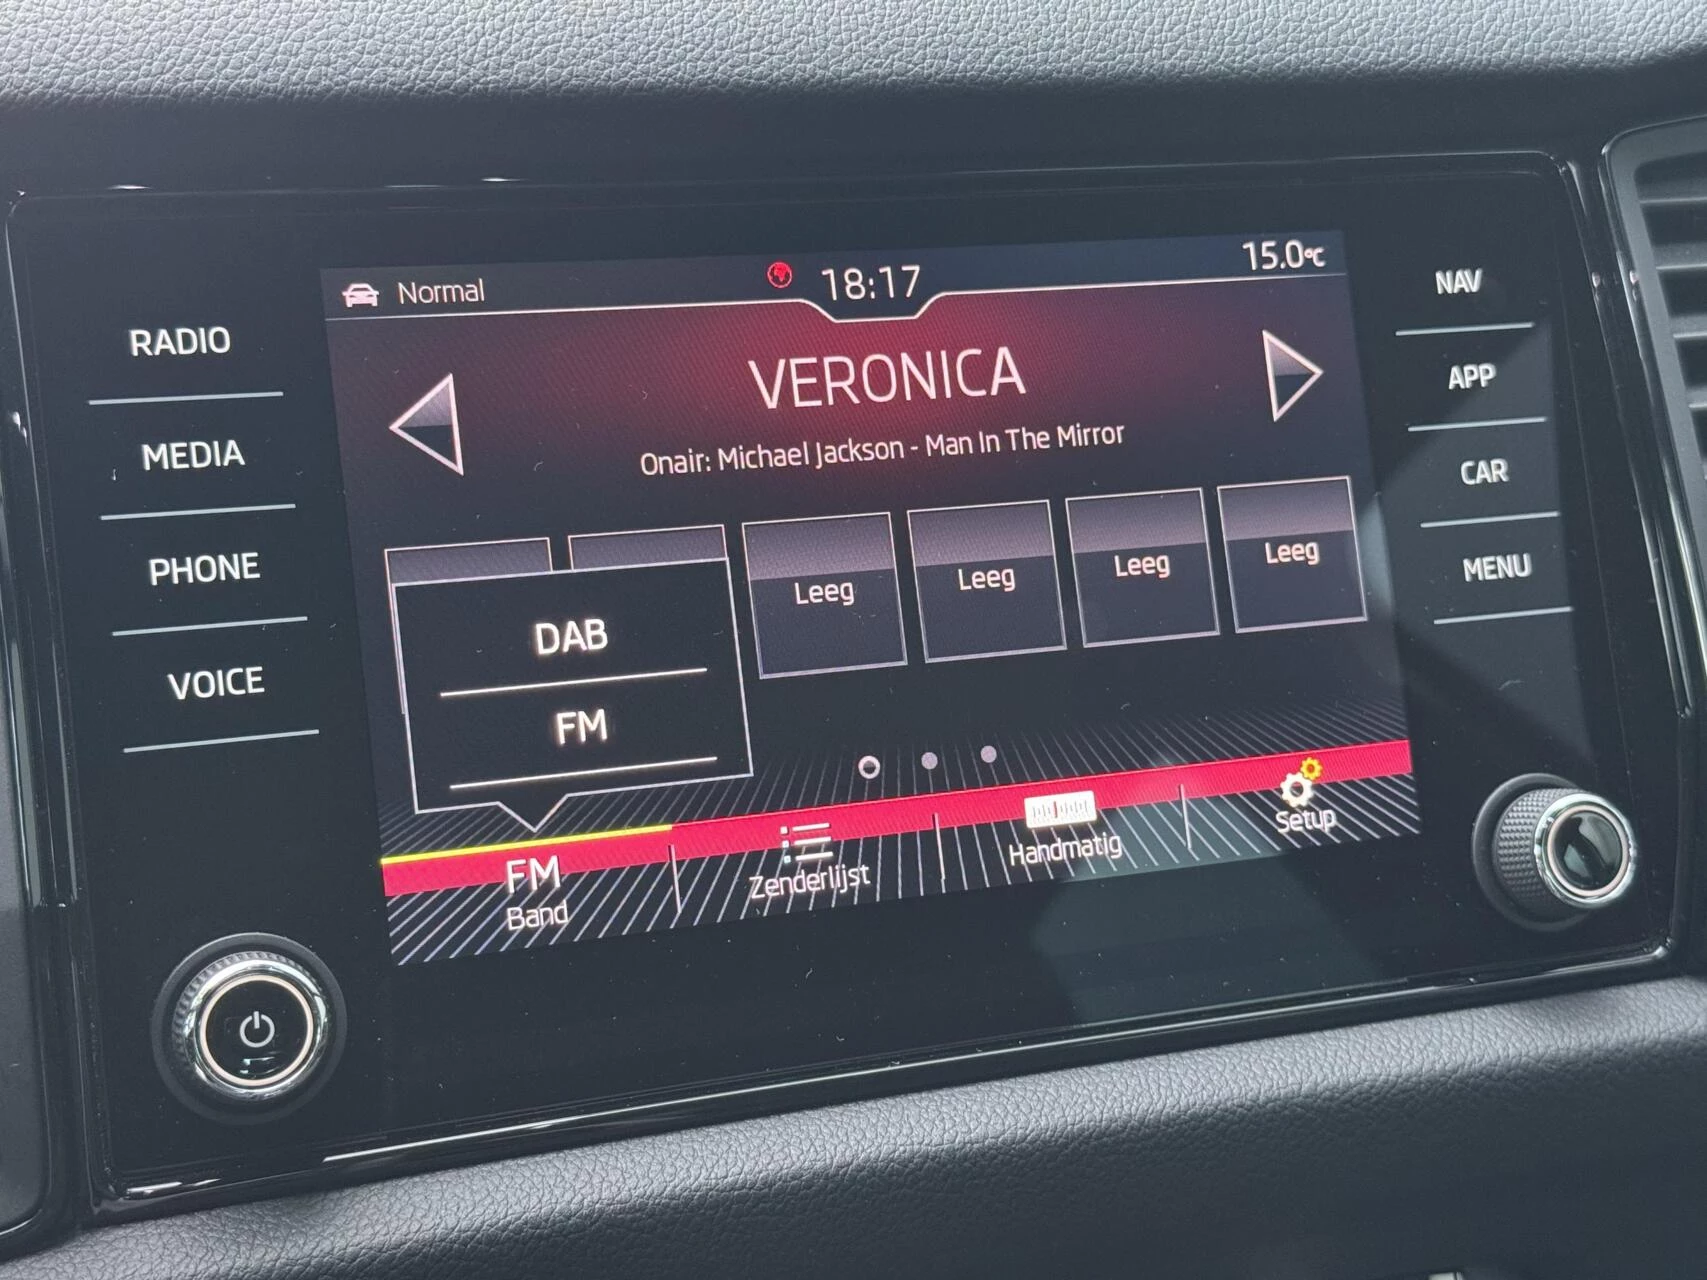 Normal
18:17
15.0°C
VERONICA
Onair: Michael Jackson - Man In The Mirror
RADIO
MEDIA
PHONE
VOICE
NAV
APP
CAR
MENU
Leeg
Leeg
Leeg
Leeg
DAB
FM
FM
Band
Zenderlijst
Handmatig
Setup